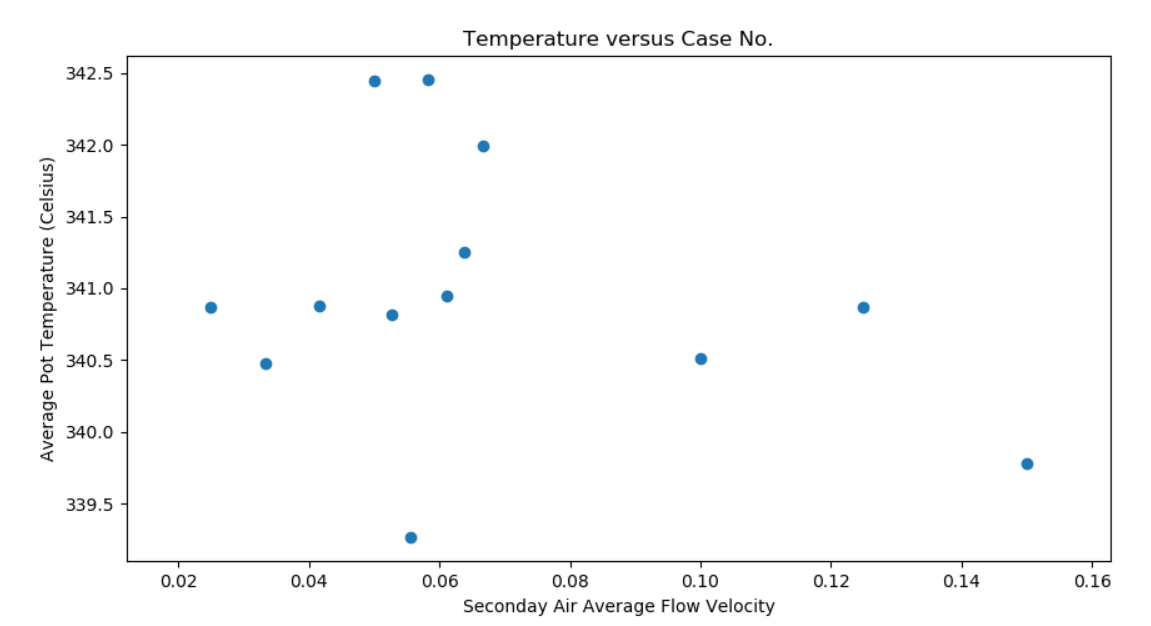 Temperature versus Case No.
342.5
342.0
341.5
341.0
340.5
340.0
339.5
Average Pot Temperature (Celsius)
0.02 0.04 0.06 0.08 0.10 0.12 0.14 0.16
Seconday Air Average Flow Velocity